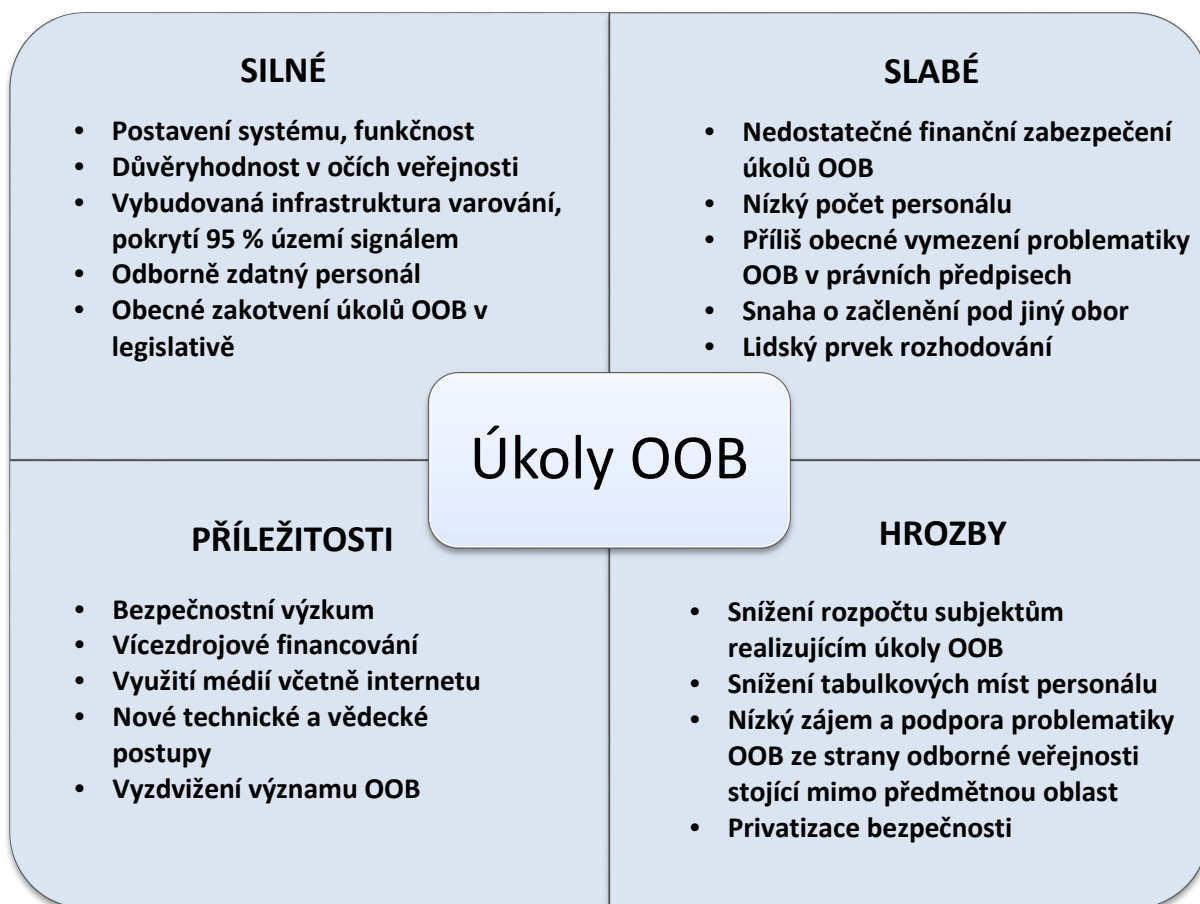 SILNÉ
• Postavení systému, funkčnost
• Důvěryhodnost v očích veřejnosti
• Vybudovaná infrastruktura varování,
pokrytí 95 % území signálem
• Odborně zdatný personál
• Obecné zakotvení úkolů OOB v
legislativě
SLABÉ
• Nedostatečné finanční zabezpečení
úkolů OOB
• Nízký počet personálu
• Příliš obecné vymezení problematiky
OOB v právních předpisech
• Snaha o začlenění pod jiný obor
• Lidský prvek rozhodování
Úkoly OOB
PŘÍLEŽITOSTI
• Bezpečnostní výzkum
• Vícezdrojové financování
• Využití médií včetně internetu
• Nové technické a vědecké
postupy
• Vyzdvižení významu OOB
HROZBY
• Snížení rozpočtu subjektům
realizujícím úkoly OOB
• Snížení tabulkových míst personálu
• Nízký zájem a podpora problematiky
OOB ze strany odborné veřejnosti
stojící mimo předmětnou oblast
• Privatizace bezpečnosti